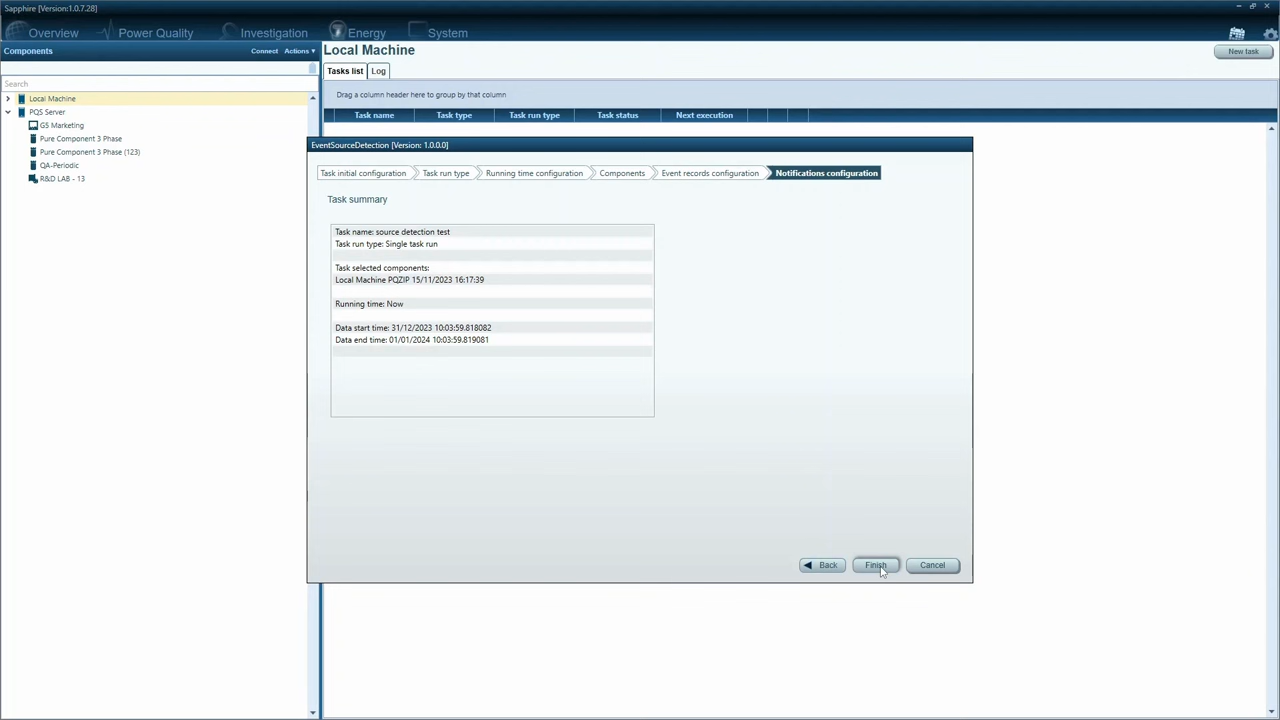 Sapphire [Version:1.0.7.28]
Overview Power Quality Investigation Energy System
Components Connect Actions ▾
Search
Local Machine
PQS Server
GS Marketing
Pure Component 3 Phase
Pure Component 3 Phase (123)
QA-Periodic
R&D LAB - 13
Local Machine
New task
Tasks list Log
Drag a column header here to group by that column
Task name Task type Task run type Task status Next execution
EventSourceDetection [Version: 1.0.0.0]
Task initial configuration Task run type Running time configuration Components Event records configuration Notifications configuration
Task summary
Task name: source detection test
Task run type: Single task run
Task selected components:
Local Machine PQZIP 15/11/2023 16:17:39
Running time: Now
Data start time: 31/12/2023 10:03:59.818082
Data end time: 01/01/2024 10:03:59.819081
Back Finish Cancel